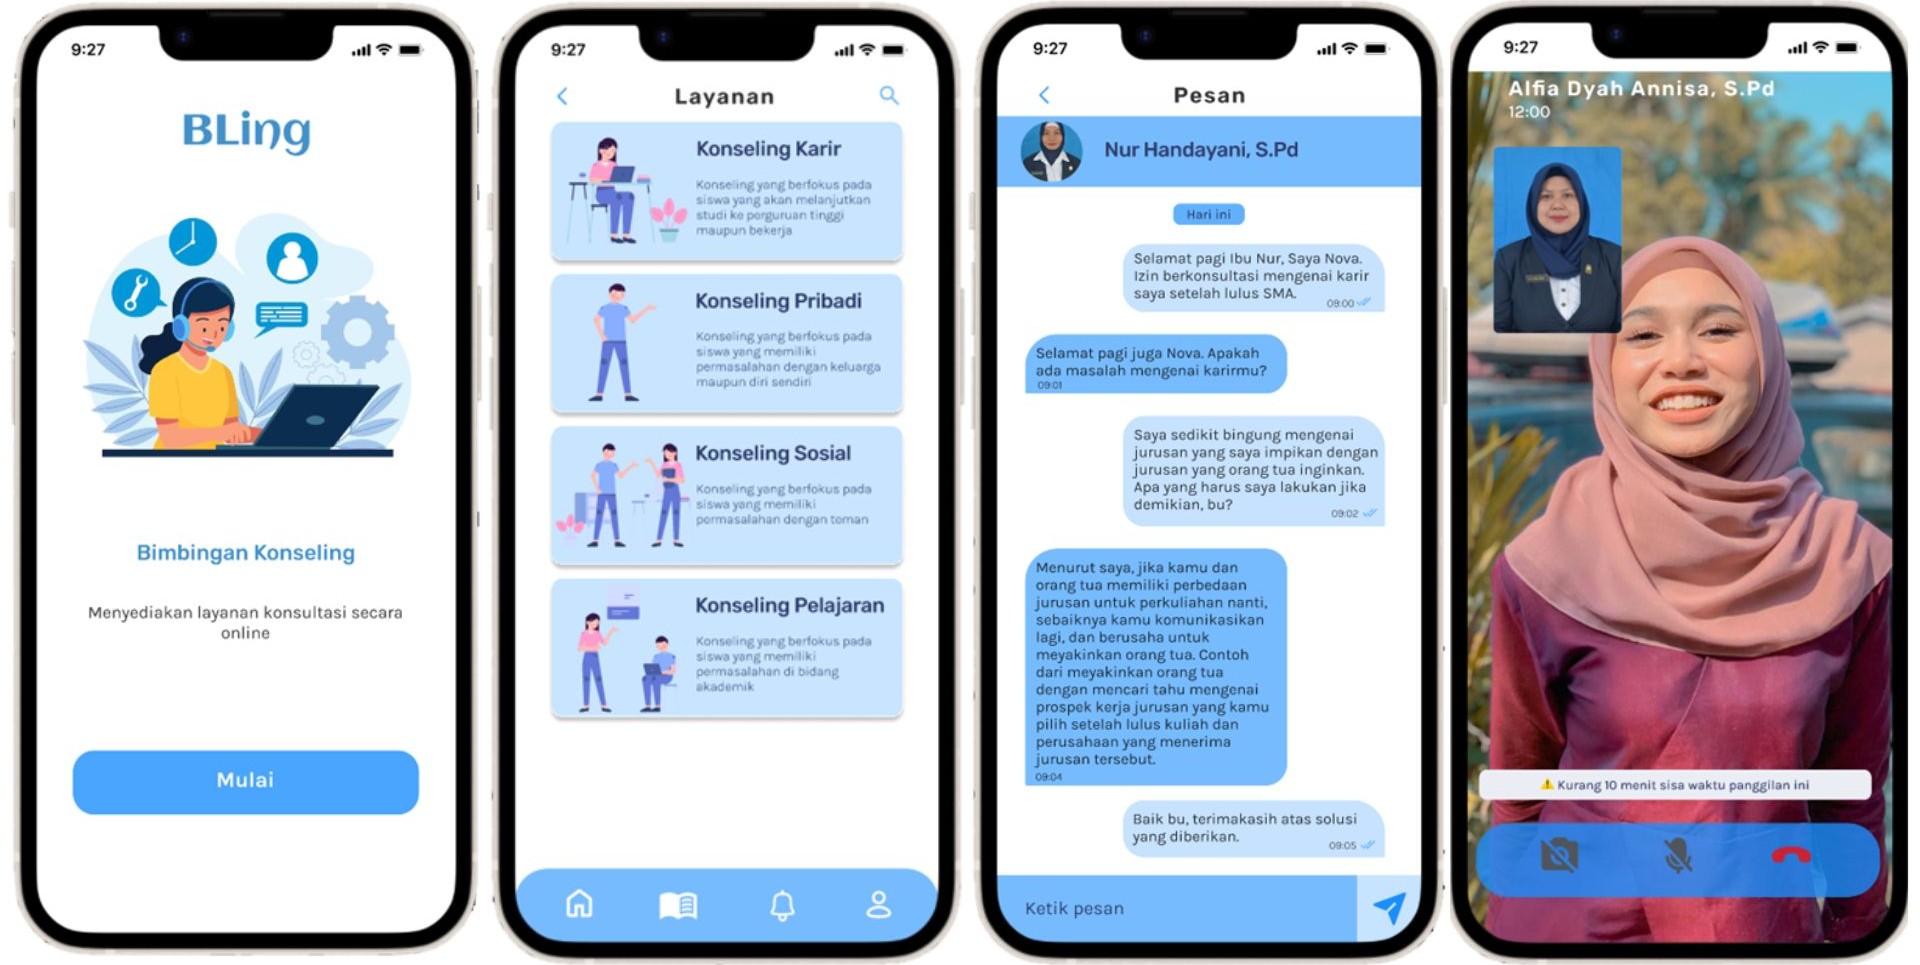 9:27
BLing
Bimbingan Konseling
Menyediakan layanan konsultasi secara
online
Mulai
9:27
Layanan
Konseling Karir
Konseling yang berfokus pada
siswa yang akan melanjutkan
studi ke perguruan tinggi
maupun bekerja
Konseling Pribadi
Konseling yang berfokus pada
siswa yang memiliki
permasalahan dengan keluarga
maupun diri sendiri
Konseling Sosial
Konseling yang berfokus pada
siswa yang memiliki
permasalahan dengan teman
Konseling Pelajaran
Konseling yang berfokus pada
siswa yang memiliki
permasalahan di bidang
akademik
9:27
Pesan
Nur Handayani, S.Pd
Hari ini
Selamat pagi Ibu Nur, Saya Nova.
Izin berkonsultasi mengenai karir
saya setelah lulus SMA.
09:00
Selamat pagi juga Nova. Apakah
ada masalah mengenai karirmu?
09:01
Saya sedikit bingung mengenai
jurusan yang saya impikan dengan
jurusan yang orang tua inginkan.
Apa yang harus saya lakukan jika
demikian, bu?
09:02
Menurut saya, jika kamu dan
orang tua memiliki perbedaan
jurusan untuk perkuliahan nanti,
sebaiknya kamu komunikasikan
lagi, dan berusaha untuk
meyakinkan orang tua. Contoh
dari meyakinkan orang tua
dengan mencari tahu mengenai
prospek kerja jurusan yang kamu
pilih setelah lulus kuliah dan
perusahaan yang menerima
jurusan tersebut.
09:04
Baik bu, terimakasih atas solusi
yang diberikan.
09:05
Ketik pesan
9:27
Alfia Dyah Annisa, S.Pd
12:00
Kurang 10 menit sisa waktu panggilan ini